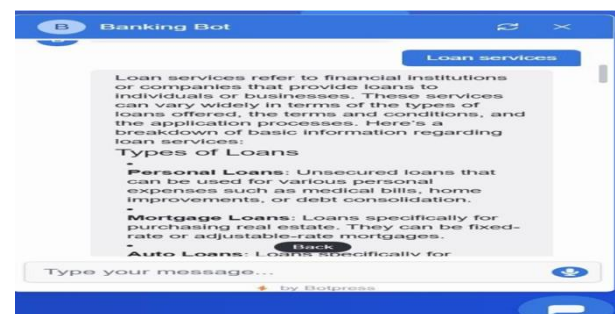 B Banking Bot
Loan services
Loan services refer to financial institutions
or companies that provide loans to
individuals or businesses. These services
can vary widely in terms of the types of
loans offered, the terms and conditions, and
the application processes. Here's a
breakdown of basic information regarding
loan services:
Types of Loans
•
Personal Loans: Unsecured loans that
can be used for various personal
expenses such as medical bills, home
improvements, or debt consolidation.
•
Mortgage Loans: Loans specifically for
purchasing real estate. They can be fixed-
rate or adjustable-rate mortgages.
Back
•
Auto Loans: Loans specifically for
Type your message...
by Botpress